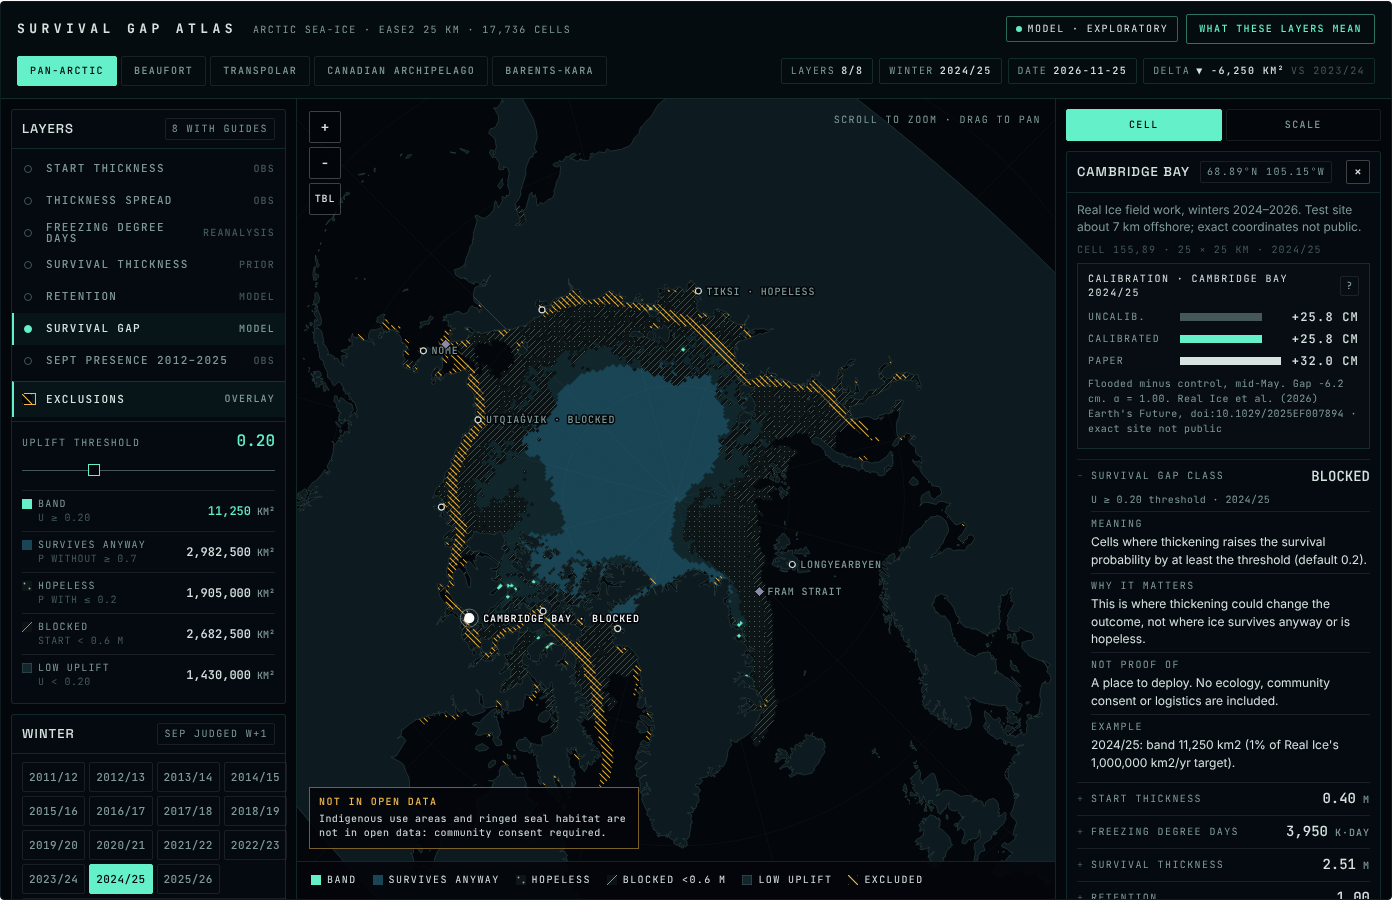 SURVIVAL GAP ATLAS
ARCTIC SEA-ICE · EASE2 25 KM · 17,736 CELLS
MODEL · EXPLORATORY
WHAT THESE LAYERS MEAN
PAN-ARCTIC
BEAUFORT
TRANSPOLAR
CANADIAN ARCHIPELAGO
BARENTS-KARA
LAYERS 8/8
WINTER 2024/25
DATE 2026-11-25
DELTA ▼ -6,250 KM² VS 2023/24
LAYERS
8 WITH GUIDES
START THICKNESS OBS
THICKNESS SPREAD OBS
FREEZING DEGREE
DAYS
REANALYSIS
SURVIVAL THICKNESS PRIOR
RETENTION MODEL
SURVIVAL GAP MODEL
SEPT PRESENCE 2012–2025 OBS
EXCLUSIONS OVERLAY
UPLIFT THRESHOLD 0.20
BAND
U ≥ 0.20
11,250 KM²
SURVIVES ANYWAY
P WITHOUT ≥ 0.7
2,982,500 KM²
HOPELESS
P WITH ≤ 0.2
1,905,000 KM²
BLOCKED
START < 0.6 M
2,682,500 KM²
LOW UPLIFT
U < 0.20
1,430,000 KM²
WINTER
SEP JUDGED W+1
2011/12 2012/13 2013/14 2014/15
2015/16 2016/17 2017/18 2018/19
2019/20 2020/21 2021/22 2022/23
2023/24 2024/25 2025/26
+
-
TBL
SCROLL TO ZOOM · DRAG TO PAN
TIKSI · HOPELESS
NOME
UTQIAĠVIK · BLOCKED
LONGYEARBYEN
FRAM STRAIT
CAMBRIDGE BAY · BLOCKED
NOT IN OPEN DATA
Indigenous use areas and ringed seal habitat are
not in open data: community consent required.
BAND
SURVIVES ANYWAY
HOPELESS
BLOCKED <0.6 M
LOW UPLIFT
EXCLUDED
CELL
SCALE
CAMBRIDGE BAY
68.89°N 105.15°W
×
Real Ice field work, winters 2024–2026. Test site
about 7 km offshore; exact coordinates not public.
CELL 155,89 · 25 × 25 KM · 2024/25
CALIBRATION · CAMBRIDGE BAY
2024/25
?
UNCALIB. +25.8 CM
CALIBRATED +25.8 CM
PAPER +32.0 CM
Flooded minus control, mid-May. Gap -6.2
cm. α = 1.00. Real Ice et al. (2026)
Earth's Future, doi:10.1029/2025EF007894 ·
exact site not public
- SURVIVAL GAP CLASS BLOCKED
U ≥ 0.20 threshold · 2024/25
MEANING
Cells where thickening raises the survival
probability by at least the threshold (default 0.2).
WHY IT MATTERS
This is where thickening could change the
outcome, not where ice survives anyway or is
hopeless.
NOT PROOF OF
A place to deploy. No ecology, community
consent or logistics are included.
EXAMPLE
2024/25: band 11,250 km2 (1% of Real Ice's
1,000,000 km2/yr target).
+ START THICKNESS 0.40 M
+ FREEZING DEGREE DAYS 3,950 K·DAY
+ SURVIVAL THICKNESS 2.51 M
+ RETENTION 1.00